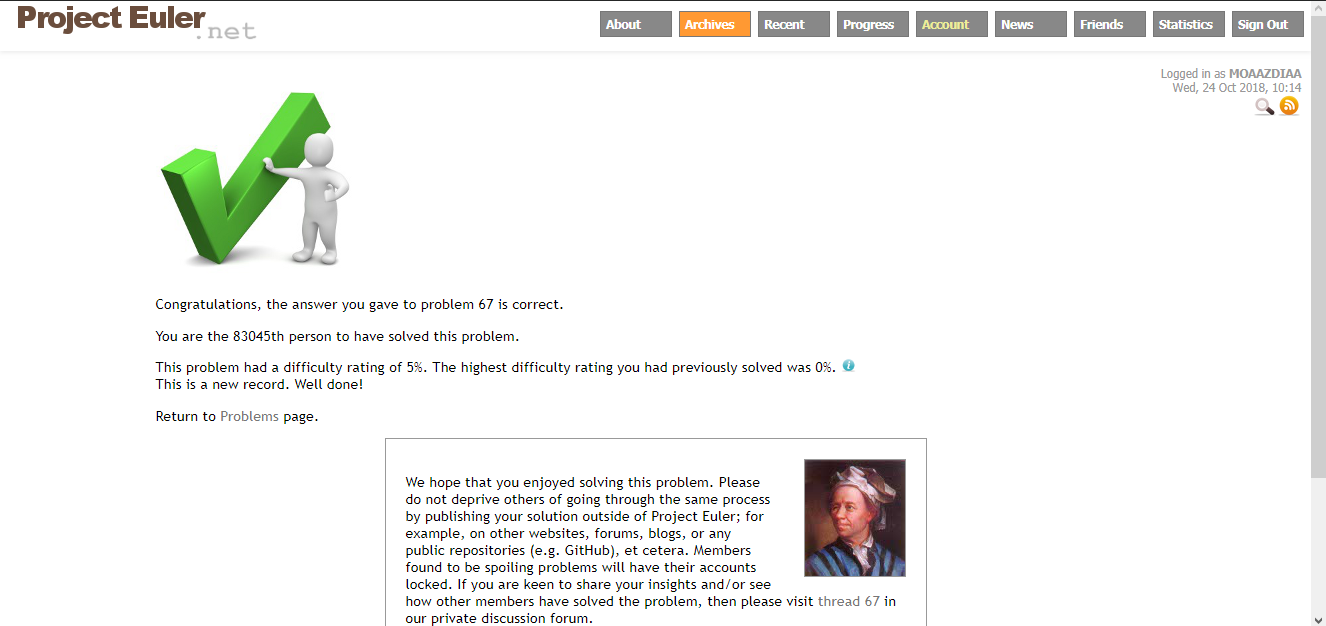 Project Euler
.net
About Archives Recent Progress Account News Friends Statistics Sign Out
Logged in as MOAAZDIAA
Wed, 24 Oct 2018, 10:14
Congratulations, the answer you gave to problem 67 is correct.
You are the 83045th person to have solved this problem.
This problem had a difficulty rating of 5%. The highest difficulty rating you had previously solved was 0%.
This is a new record. Well done!
Return to Problems page.
We hope that you enjoyed solving this problem. Please
do not deprive others of going through the same process
by publishing your solution outside of Project Euler; for
example, on other websites, forums, blogs, or any
public repositories (e.g. GitHub), et cetera. Members
found to be spoiling problems will have their accounts
locked. If you are keen to share your insights and/or see
how other members have solved the problem, then please visit thread 67 in
our private discussion forum.